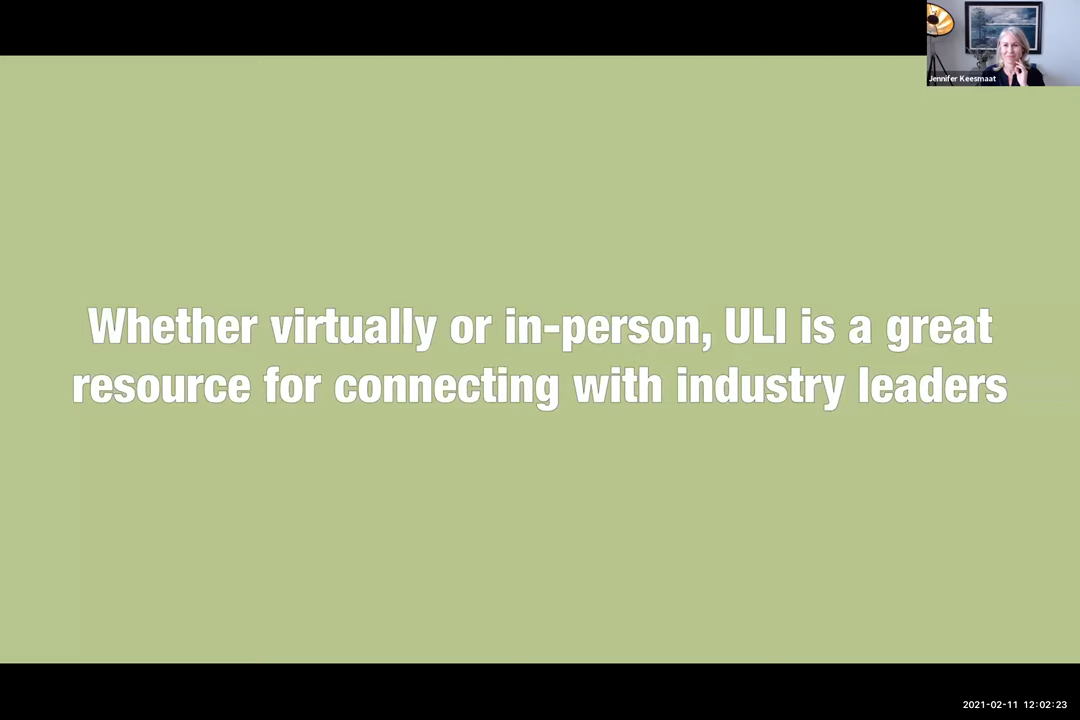 Jennifer Keesmaat
Whether virtually or in-person, ULI is a great
resource for connecting with industry leaders
2021-02-11 12:02:23